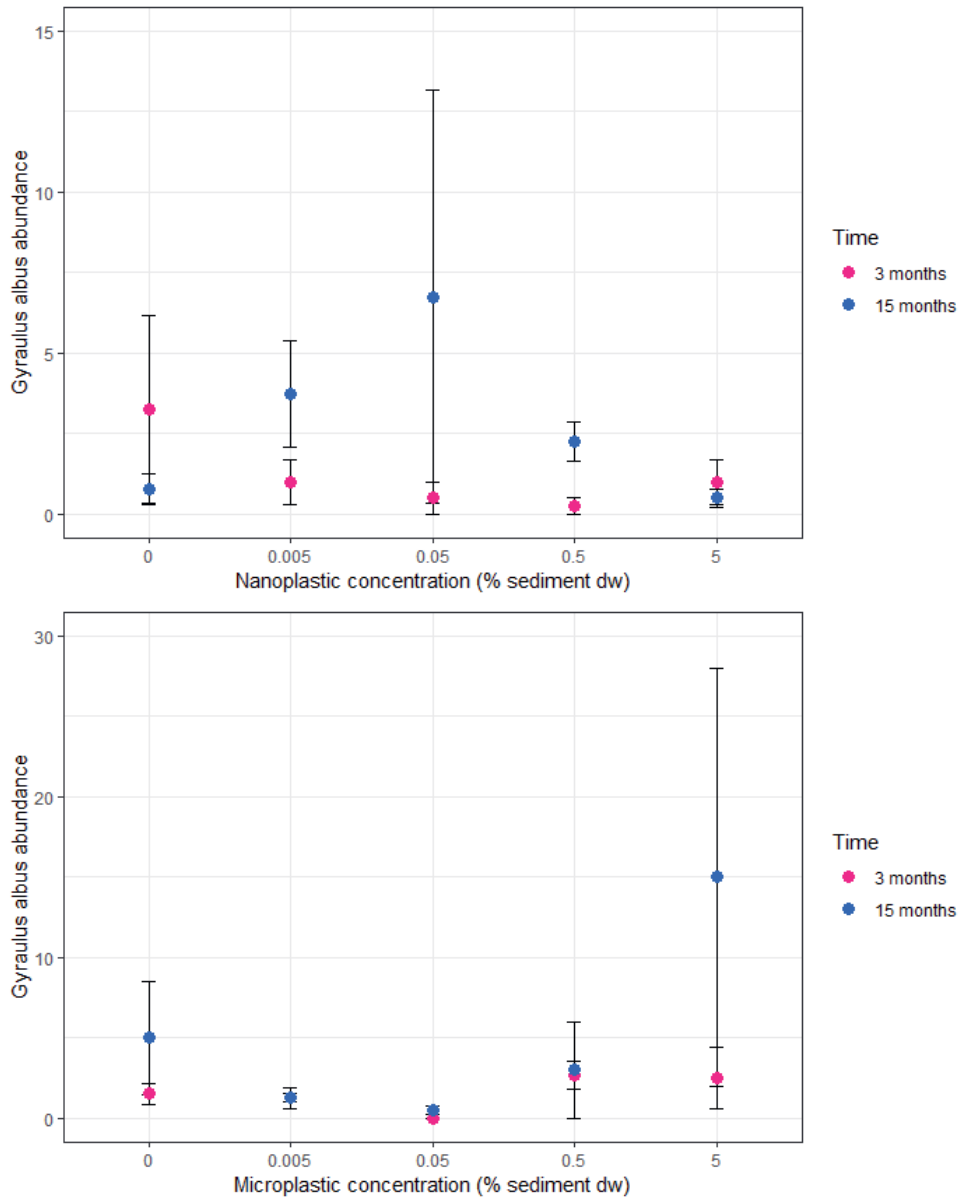 15
10
5
0
Gyraulus albus abundance
0 0.005 0.05 0.5 5
Nanoplastic concentration (% sediment dw)
Time
3 months
15 months
30
20
10
0
Gyraulus albus abundance
0 0.005 0.05 0.5 5
Microplastic concentration (% sediment dw)
Time
3 months
15 months